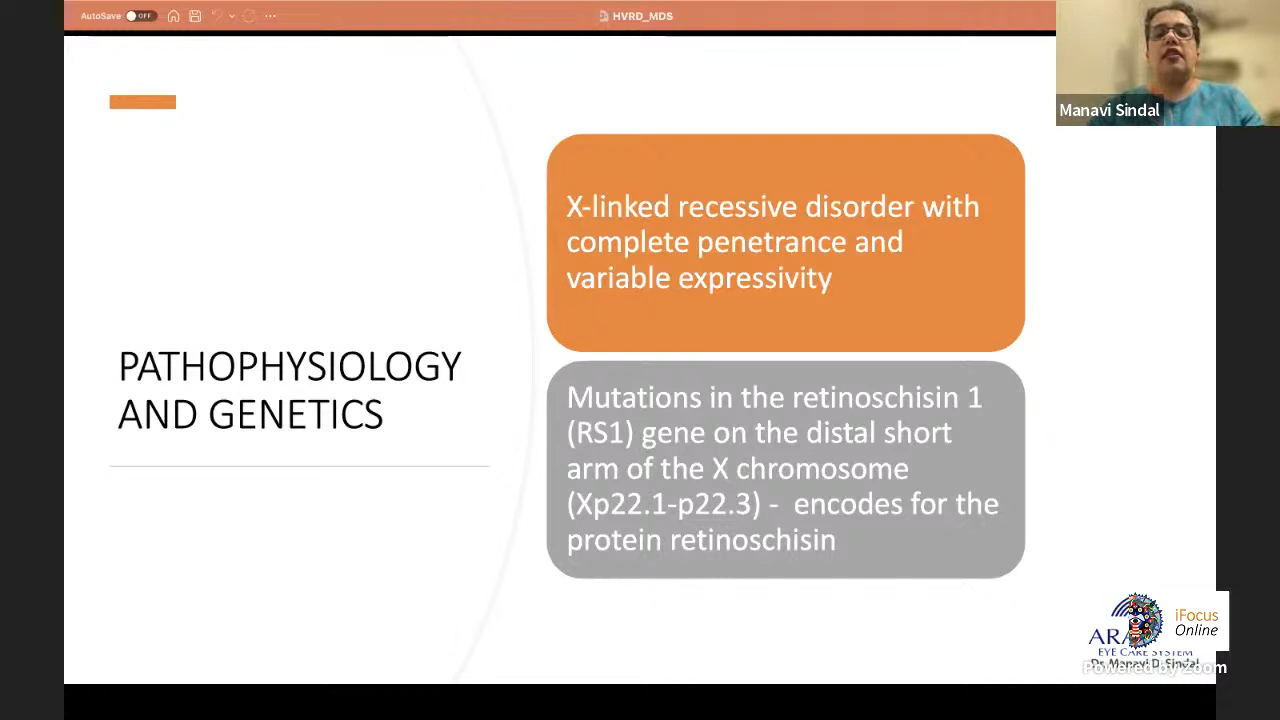 AutoSave OFF
HVRD_MDS
Manavi Sindal
X-linked recessive disorder with
complete penetrance and
variable expressivity
PATHOPHYSIOLOGY
AND GENETICS
Mutations in the retinoschisin 1
(RS1) gene on the distal short
arm of the X chromosome
(Xp22.1-p22.3) - encodes for the
protein retinoschisin
iFocus
Online
EYE CARE SYSTEM
Dr. Manavi D. Sindal
Powered by Zoom